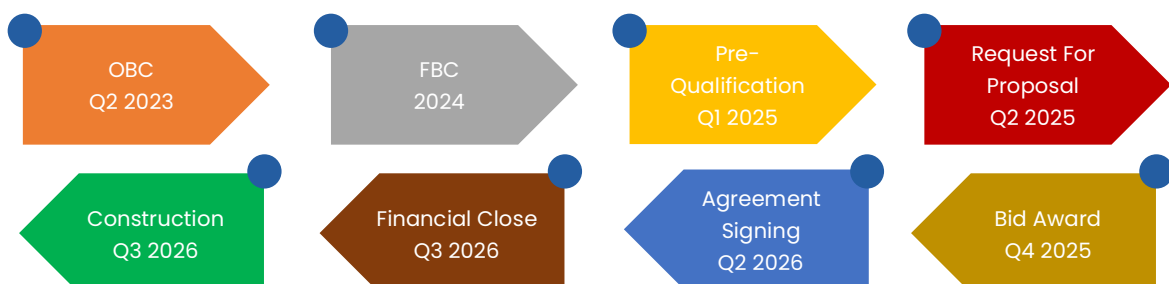 OBC
Q2 2023
FBC
2024
Pre-
Qualification
Q1 2025
Request For
Proposal
Q2 2025
Construction
Q3 2026
Financial Close
Q3 2026
Agreement
Signing
Q2 2026
Bid Award
Q4 2025